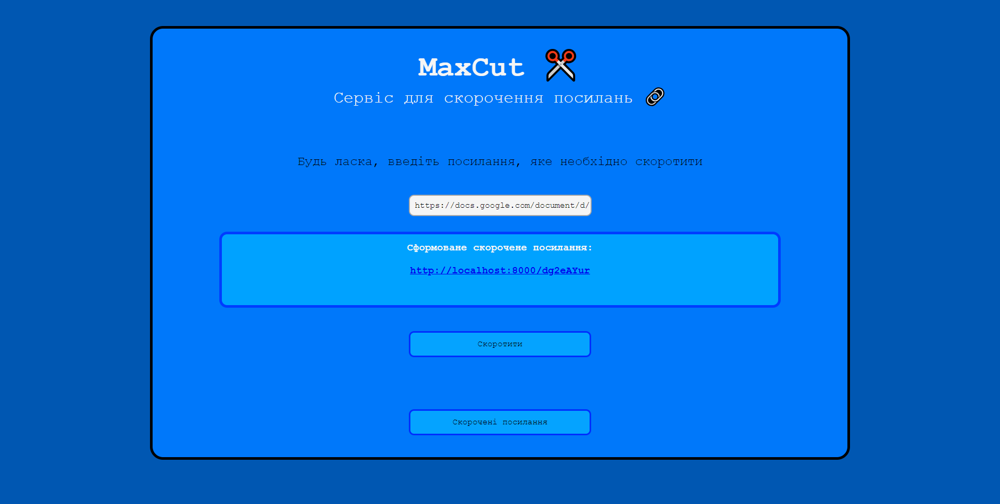 MaxCut
Сервіс для скорочення посилань
Будь ласка, введіть посилання, яке необхідно скоротити
https://docs.google.com/document/d/
Сформоване скорочене посилання:
http://localhost:8000/dg2eAYur
Скоротити
Скорочені посилання